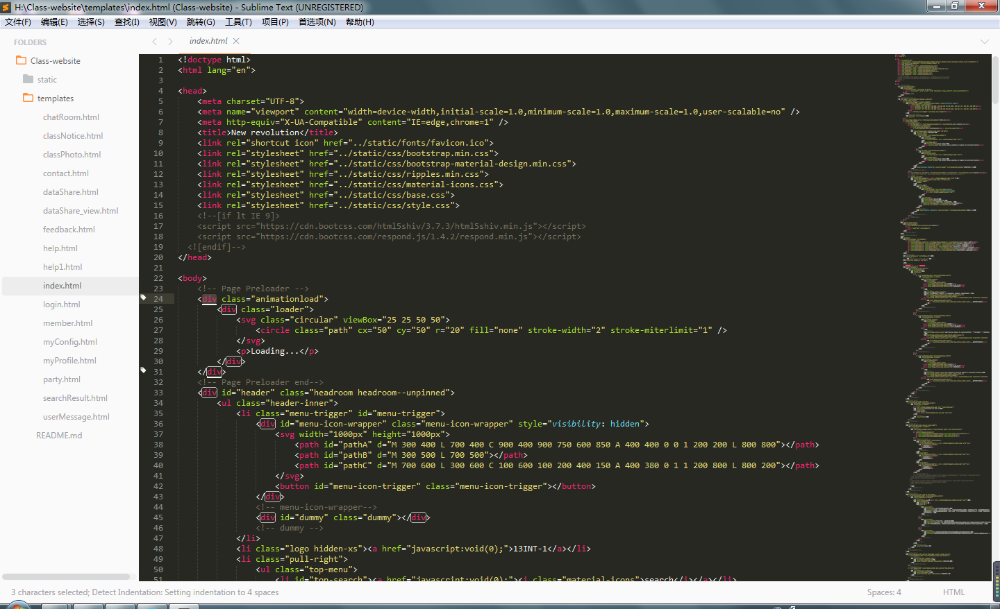 H:\Class-website\templates\index.html (Class-website) - Sublime Text (UNREGISTERED)
文件(F) 编辑(E) 选择(S) 查找(I) 视图(V) 跳转(G) 工具(T) 项目(P) 首选项(N) 帮助(H)
FOLDERS
Class-website
static
templates
chatRoom.html
classNotice.html
classPhoto.html
contact.html
dataShare.html
dataShare_view.html
feedback.html
help.html
help1.html
index.html
login.html
member.html
myConfig.html
myProfile.html
party.html
searchResult.html
userMessage.html
README.md
index.html
1 <!doctype html>
2 <html lang="en">
3
4 <head>
5 <meta charset="UTF-8">
6 <meta name="viewport" content="width=device-width,initial-scale=1.0,minimum-scale=1.0,maximum-scale=1.0,user-scalable=no" />
7 <meta http-equiv="X-UA-Compatible" content="IE=edge,chrome=1" />
8 <title>New revolution</title>
9 <link rel="shortcut icon" href="../static/fonts/favicon.ico">
10 <link rel="stylesheet" href="../static/css/bootstrap.min.css">
11 <link rel="stylesheet" href="../static/css/bootstrap-material-design.min.css">
12 <link rel="stylesheet" href="../static/css/ripples.min.css">
13 <link rel="stylesheet" href="../static/css/material-icons.css">
14 <link rel="stylesheet" href="../static/css/base.css">
15 <link rel="stylesheet" href="../static/css/style.css">
16 <!--[if lt IE 9]>
17 <script src="https://cdn.bootcss.com/html5shiv/3.7.3/html5shiv.min.js"></script>
18 <script src="https://cdn.bootcss.com/respond.js/1.4.2/respond.min.js"></script>
19 <![endif]-->
20 </head>
21
22 <body>
23 <!-- Page Preloader -->
24 <div class="animationload">
25 <div class="loader">
26 <svg class="circular" viewBox="25 25 50 50">
27 <circle class="path" cx="50" cy="50" r="20" fill="none" stroke-width="2" stroke-miterlimit="1" />
28 </svg>
29 <p>Loading...</p>
30 </div>
31 </div>
32 <!-- Page Preloader end-->
33 <div id="header" class="headroom headroom--unpinned">
34 <ul class="header-inner">
35 <li class="menu-trigger" id="menu-trigger">
36 <div id="menu-icon-wrapper" class="menu-icon-wrapper" style="visibility: hidden">
37 <svg width="1000px" height="1000px">
38 <path id="pathA" d="M 300 400 L 700 400 C 900 400 900 750 600 850 A 400 400 0 0 1 200 200 L 800 800"></path>
39 <path id="pathB" d="M 300 500 L 700 500"></path>
40 <path id="pathC" d="M 700 600 L 300 600 C 100 600 100 200 400 150 A 400 380 0 1 1 200 800 L 800 200"></path>
41 </svg>
42 <button id="menu-icon-trigger" class="menu-icon-trigger"></button>
43 </div>
44 <!-- menu-icon-wrapper-->
45 <div id="dummy" class="dummy"></div>
46 <!-- dummy -->
47 </li>
48 <li class="logo hidden-xs"><a href="javascript:void(0);">13INT-1</a></li>
49 <li class="pull-right">
50 <ul class="top-menu">
51 <li id="top-search"><a href="javascript:void(0);"><i class="material-icons">search</i></a></li>
3 characters selected; Detect Indentation: Setting indentation to 4 spaces
Spaces: 4
HTML